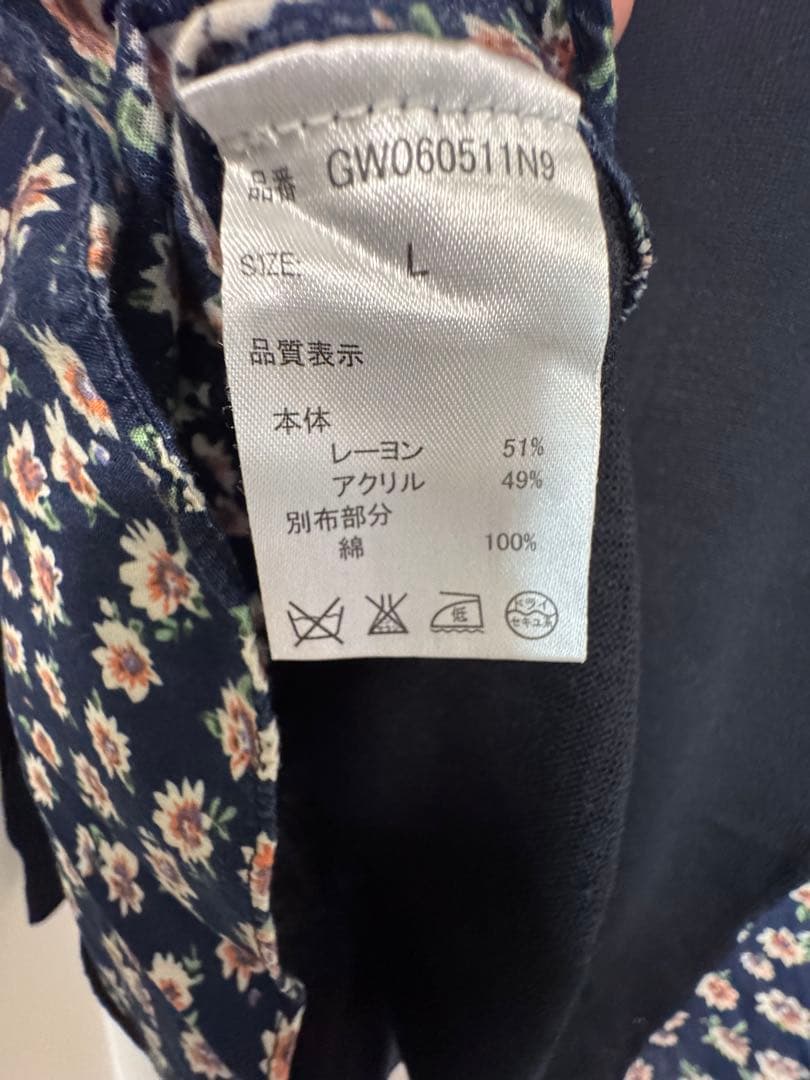 品番 GW060511N9
SIZE: L
品質表示
本体
レーヨン 51%
アクリル 49%
別布部分
綿 100%
低
ドライ
セキユ系